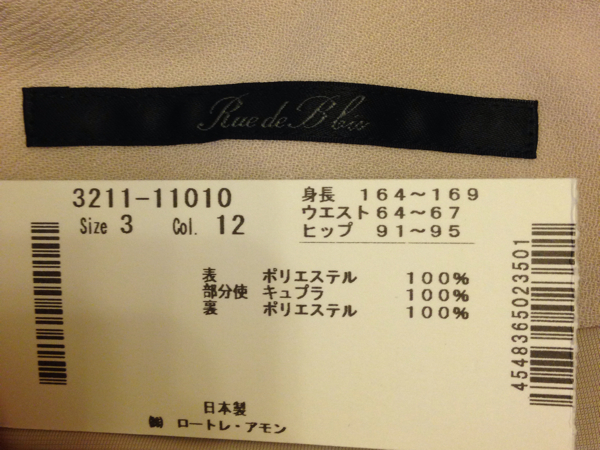 Rue de B bis
3211-11010
Size 3 Col. 12
身長 164~169
ウエスト 64~67
ヒップ 91~95
表 ポリエステル 100%
部分使 キュプラ 100%
裏 ポリエステル 100%
4548365023501
日本製
㈱ ロートレ・アモン